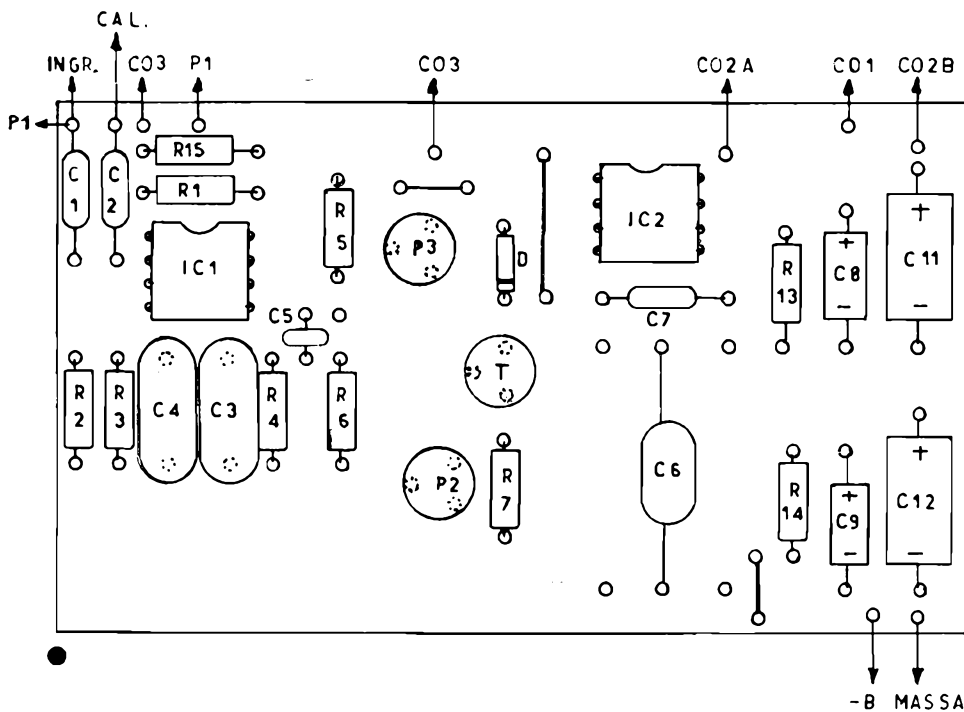 CAL.
INGR. CO3 P1 CO3 CO2A CO1 CO2B
P1
R15
C1 C2 R1
R5 P3 D IC2
IC1 R13 C8 + - C11 + -
C5 C7
R2 R3 C4 C3 R4 R6 T
P2 R7 C6 R14 C9 + - C12 + -
-B MASSA